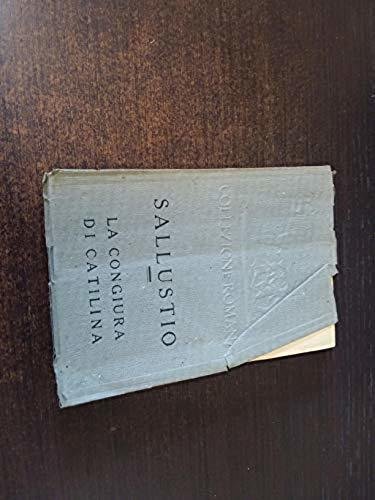 COLLEZIONE ROMANA
SALLUSTIO
LA CONGIURA
DI CATILINA